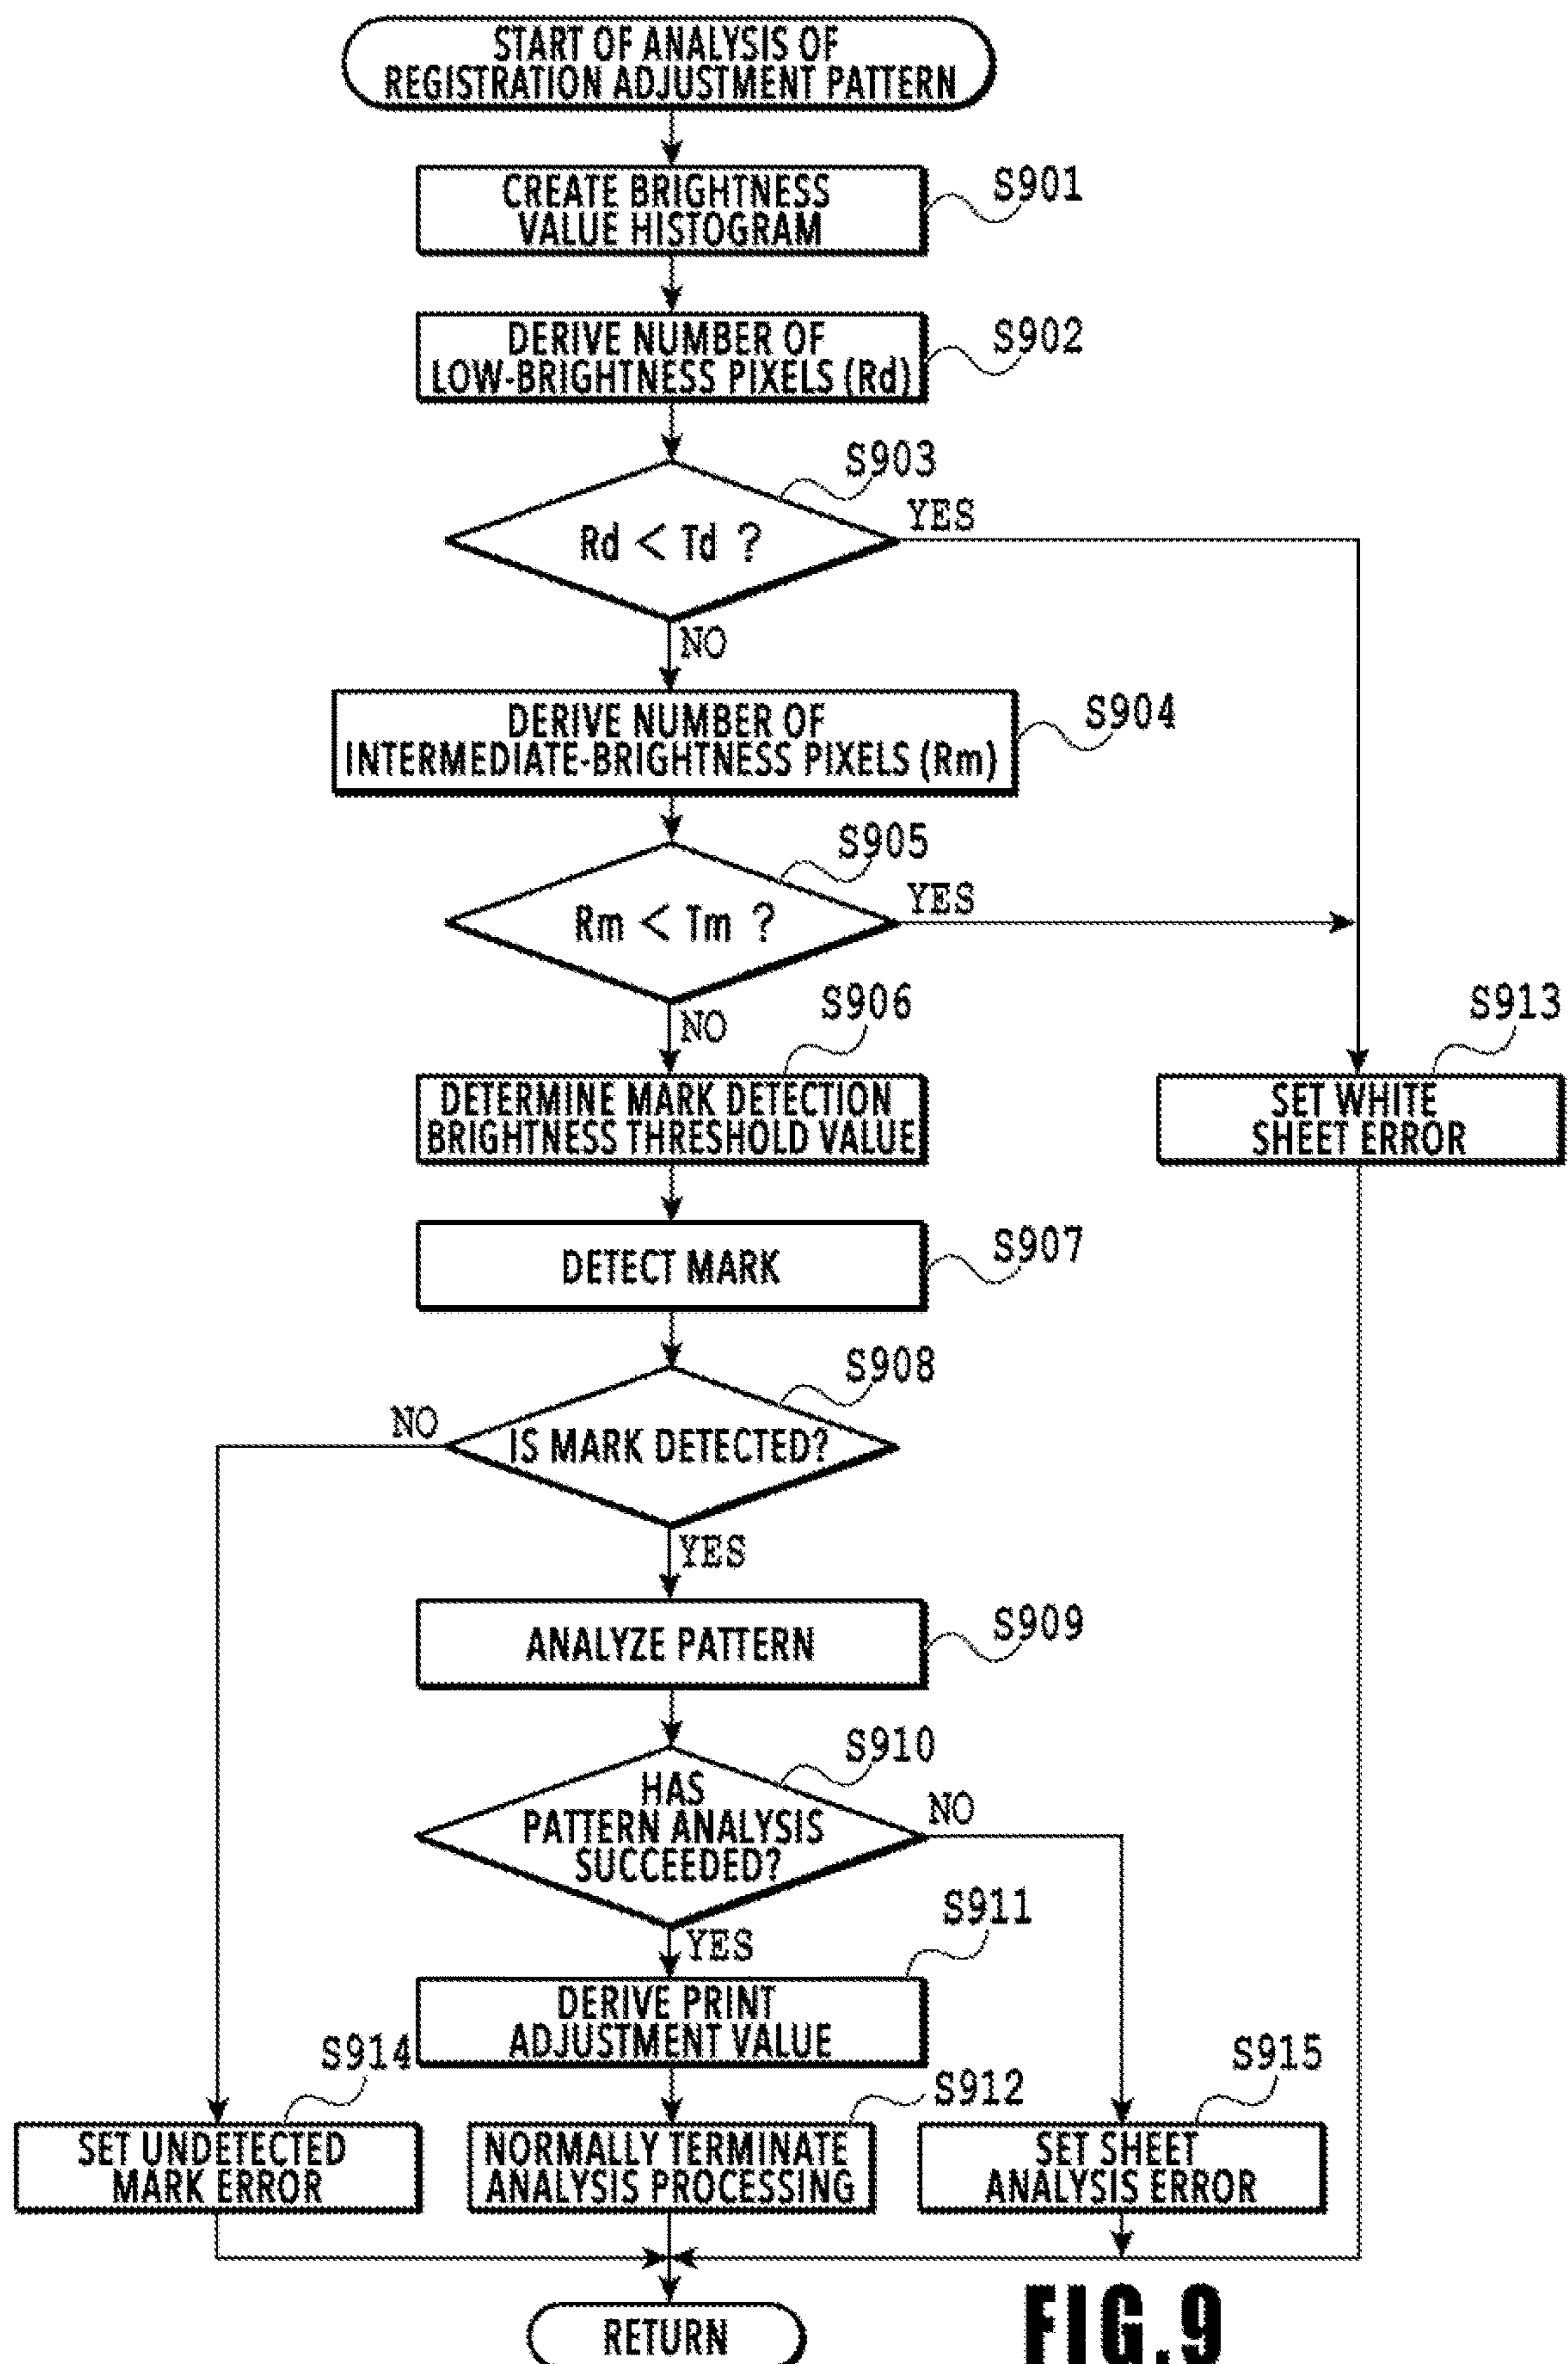 START OF ANALYSIS OF
REGISTRATION ADJUSTMENT PATTERN
CREATE BRIGHTNESS
VALUE HISTOGRAM
S901
DERIVE NUMBER OF
LOW-BRIGHTNESS PIXELS (Rd)
S902
S903
Rd < Td ?
YES
NO
DERIVE NUMBER OF
INTERMEDIATE-BRIGHTNESS PIXELS (Rm)
S904
S905
Rm < Tm ?
YES
NO
S906
DETERMINE MARK DETECTION
BRIGHTNESS THRESHOLD VALUE
S913
SET WHITE
SHEET ERROR
DETECT MARK
S907
S908
IS MARK DETECTED?
NO
YES
ANALYZE PATTERN
S909
S910
HAS
PATTERN ANALYSIS
SUCCEEDED?
NO
YES
S911
DERIVE PRINT
ADJUSTMENT VALUE
S914
SET UNDETECTED
MARK ERROR
S912
NORMALLY TERMINATE
ANALYSIS PROCESSING
S915
SET SHEET
ANALYSIS ERROR
RETURN
FIG.9